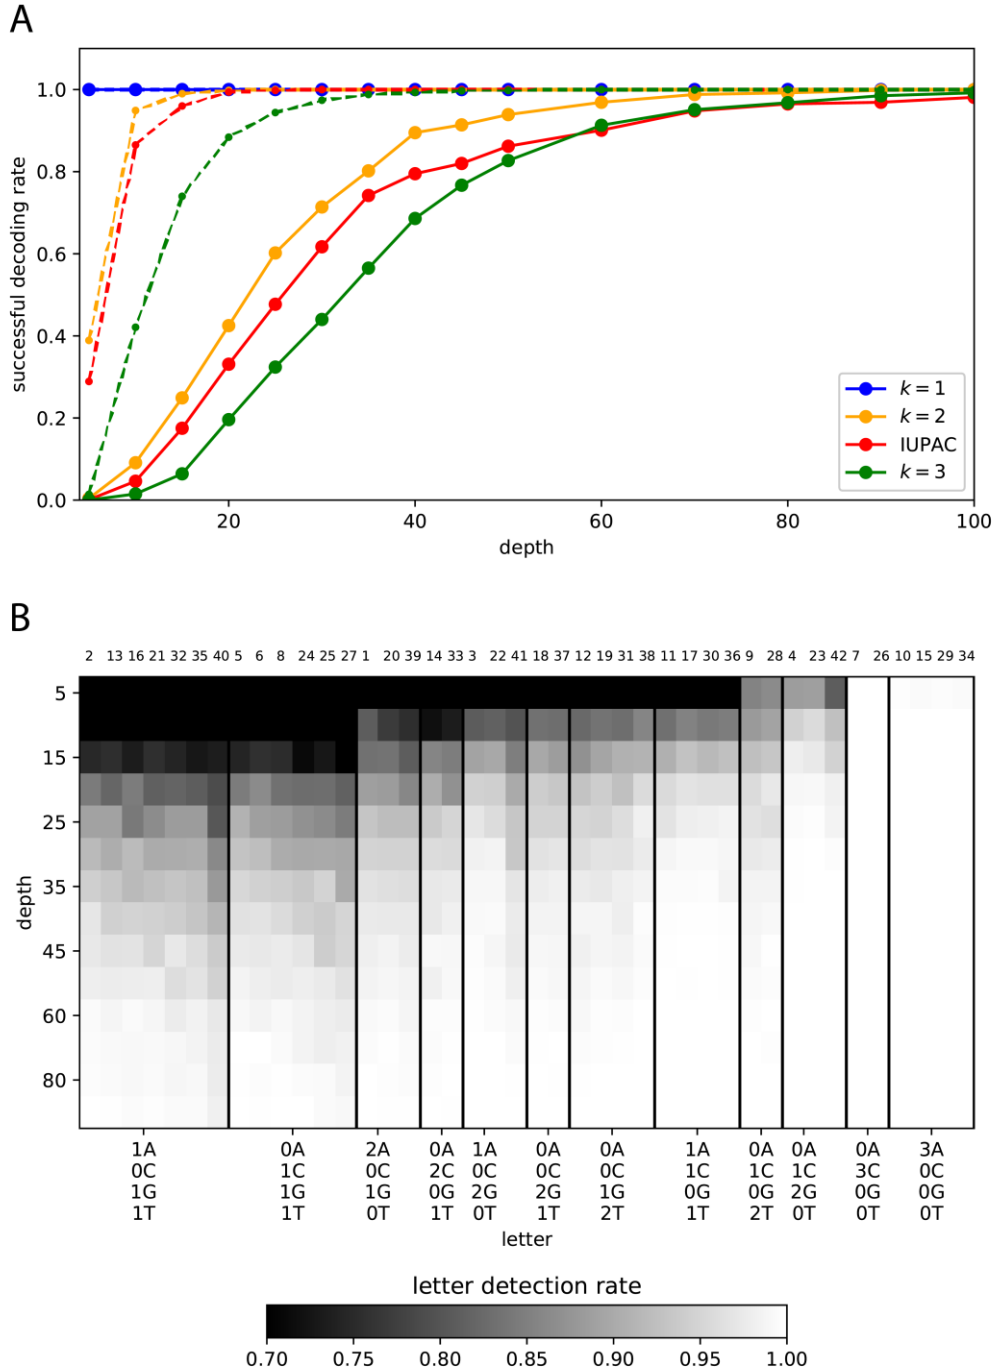 A
1.0
0.8
0.6
0.4
0.2
0.0
successful decoding rate
20 40 60 80 100
depth
k = 1
k = 2
IUPAC
k = 3
B
2 13 16 21 32 35 40 5 6 8 24 25 27 1 20 39 14 33 3 22 41 18 37 12 19 31 38 11 17 30 36 9 28 4 23 42 7 26 10 15 29 34
5
15
25
35
45
60
80
depth
1A 0A 2A 0A 1A 0A 0A 1A 0A 0A 0A 3A
0C 1C 0C 2C 0C 0C 0C 1C 1C 1C 3C 0C
1G 1G 1G 0G 2G 2G 1G 0G 0G 2G 0G 0G
1T 1T 0T 1T 0T 1T 2T 1T 2T 0T 0T 0T
letter
letter detection rate
0.70 0.75 0.80 0.85 0.90 0.95 1.00